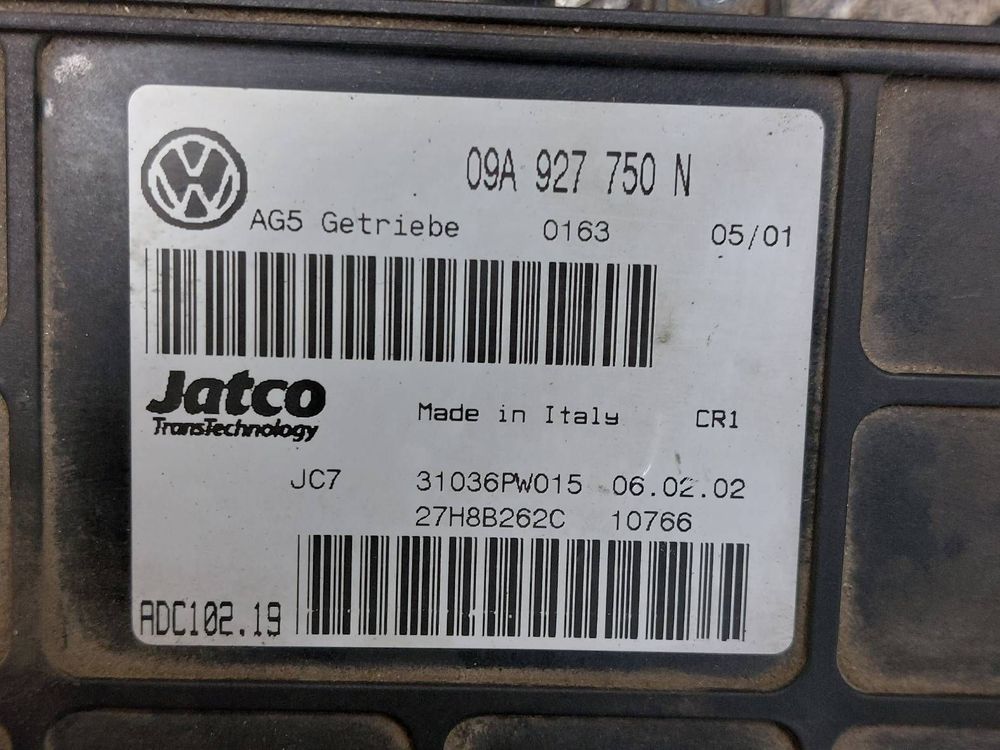 09A 927 750 N
AG5 Getriebe 0163 05/01
Jatco
TransTechnology
Made in Italy CR1
JC7 31036PW015 06.02.02
27H8B262C 10766
ADC102.19